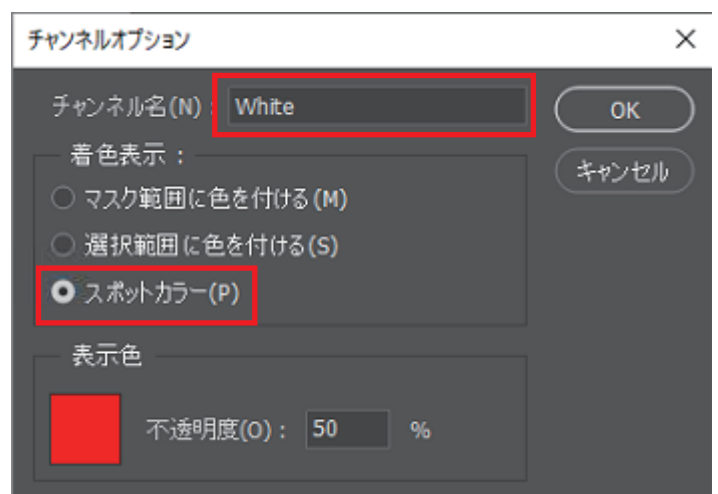 チャンネルオプション
チャンネル名(N): White
OK
キャンセル
着色表示：
マスク範囲に色を付ける(M)
選択範囲に色を付ける(S)
スポットカラー(P)
表示色
不透明度(O)： 50 %